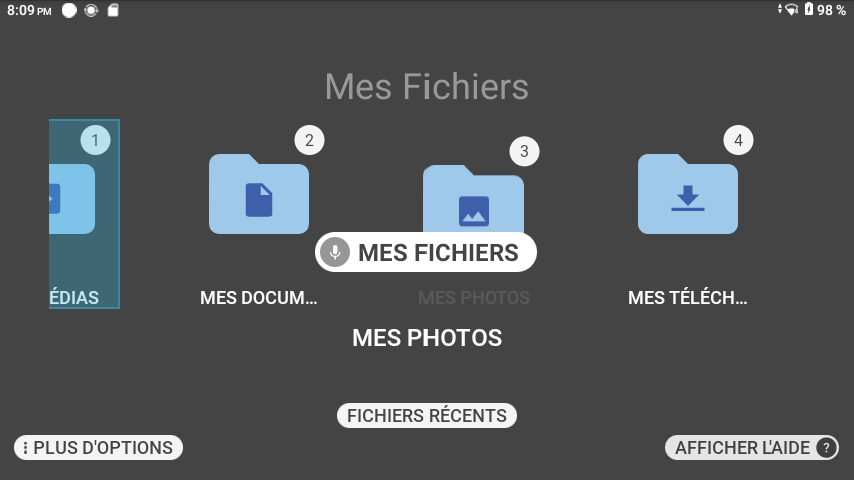 8:09 PM
98 %
Mes Fichiers
1
2
3
4
MES FICHIERS
ÉDIAS
MES DOCUM...
MES PHOTOS
MES TÉLÉCH...
MES PHOTOS
FICHIERS RÉCENTS
PLUS D'OPTIONS
AFFICHER L'AIDE ?